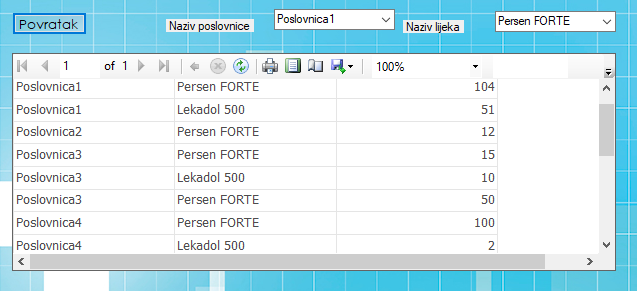 Povratak Naziv poslovnice Poslovnica1 Naziv lijeka Persen FORTE
1 of 1 100%
Poslovnica1 Persen FORTE 104
Poslovnica1 Lekadol 500 51
Poslovnica2 Persen FORTE 12
Poslovnica3 Persen FORTE 15
Poslovnica3 Lekadol 500 10
Poslovnica3 Persen FORTE 50
Poslovnica4 Persen FORTE 100
Poslovnica4 Lekadol 500 2